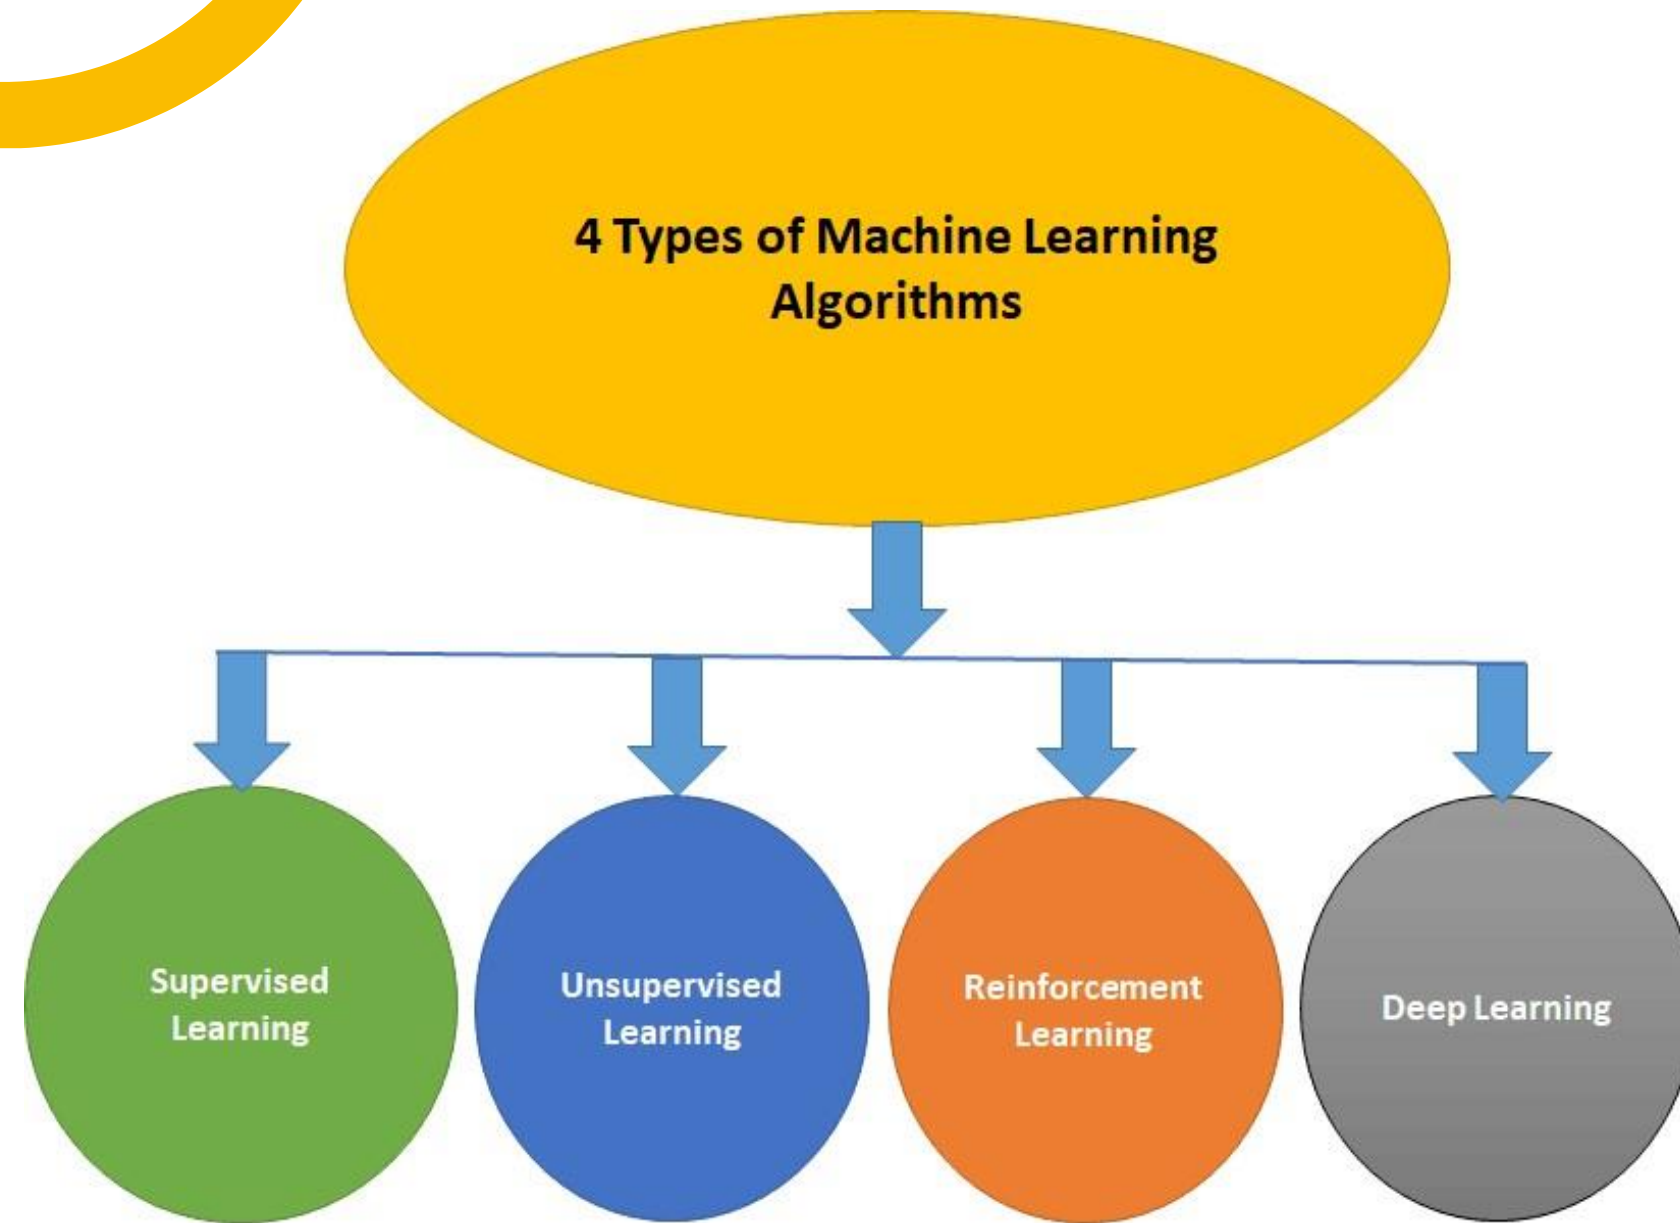 4 Types of Machine Learning
Algorithms
Supervised
Learning
Unsupervised
Learning
Reinforcement
Learning
Deep Learning